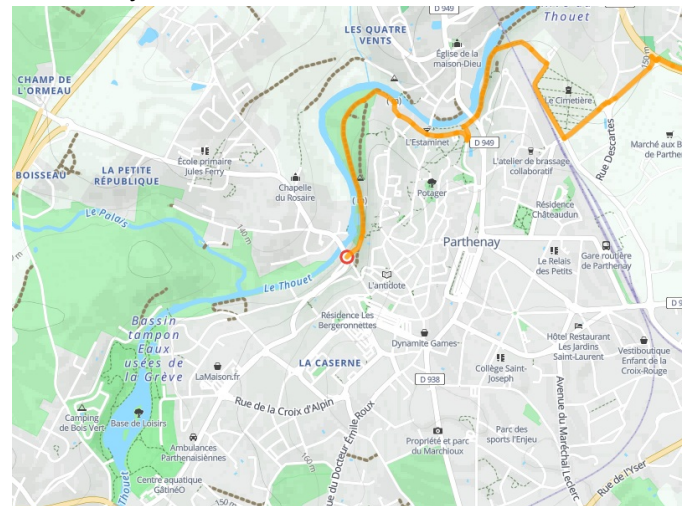 D 949
Thouet
LES QUATRE
VENTS
Église de la
maison-Dieu
150 m
CHAMP DE
L'ORMEAU
Le Cimetière
L'Estaminet
D 949
Rue Descartes
Marché aux B
de Parthe
L'atelier de brassage
collaboratif
École primaire
Jules Ferry
BOISSEAU
LA PETITE
RÉPUBLIQUE
Chapelle
du Rosaire
Potager
Résidence
Châteaudun
Le Palais
140 m
Parthenay
Le Relais
des Petits
Gare routière
de Parthenay
Le Thouet
L'antidote
D 9
Bassin
tampon
Eaux
usées de
la Grève
Résidence Les
Bergeronnettes
Dynamite Games
Hôtel Restaurant
Les Jardins
Saint-Laurent
Vestiboutique
Enfant de la
Croix-Rouge
LA CASERNE
LaMaison.fr
D 938
Collège Saint-
Joseph
Rue de la Croix d'Alpin
Camping
de Bois Vert
Base de Loisirs
Ambulances
Parthenaisiennes
Rue du Docteur Émile Roux
Propriété et parc
du Marchioux
Parc des
sports l'Enjeu
Avenue du Maréchal Leclerc
160 m
Centre aquatique
GâtinéO
Rue de l'Yser
Thouet
150 m